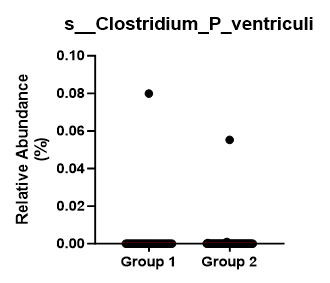 s__Clostridium_P_ventriculi
Relative Abundance
(%)
0.10
0.08
0.06
0.04
0.02
0.00
Group 1
Group 2